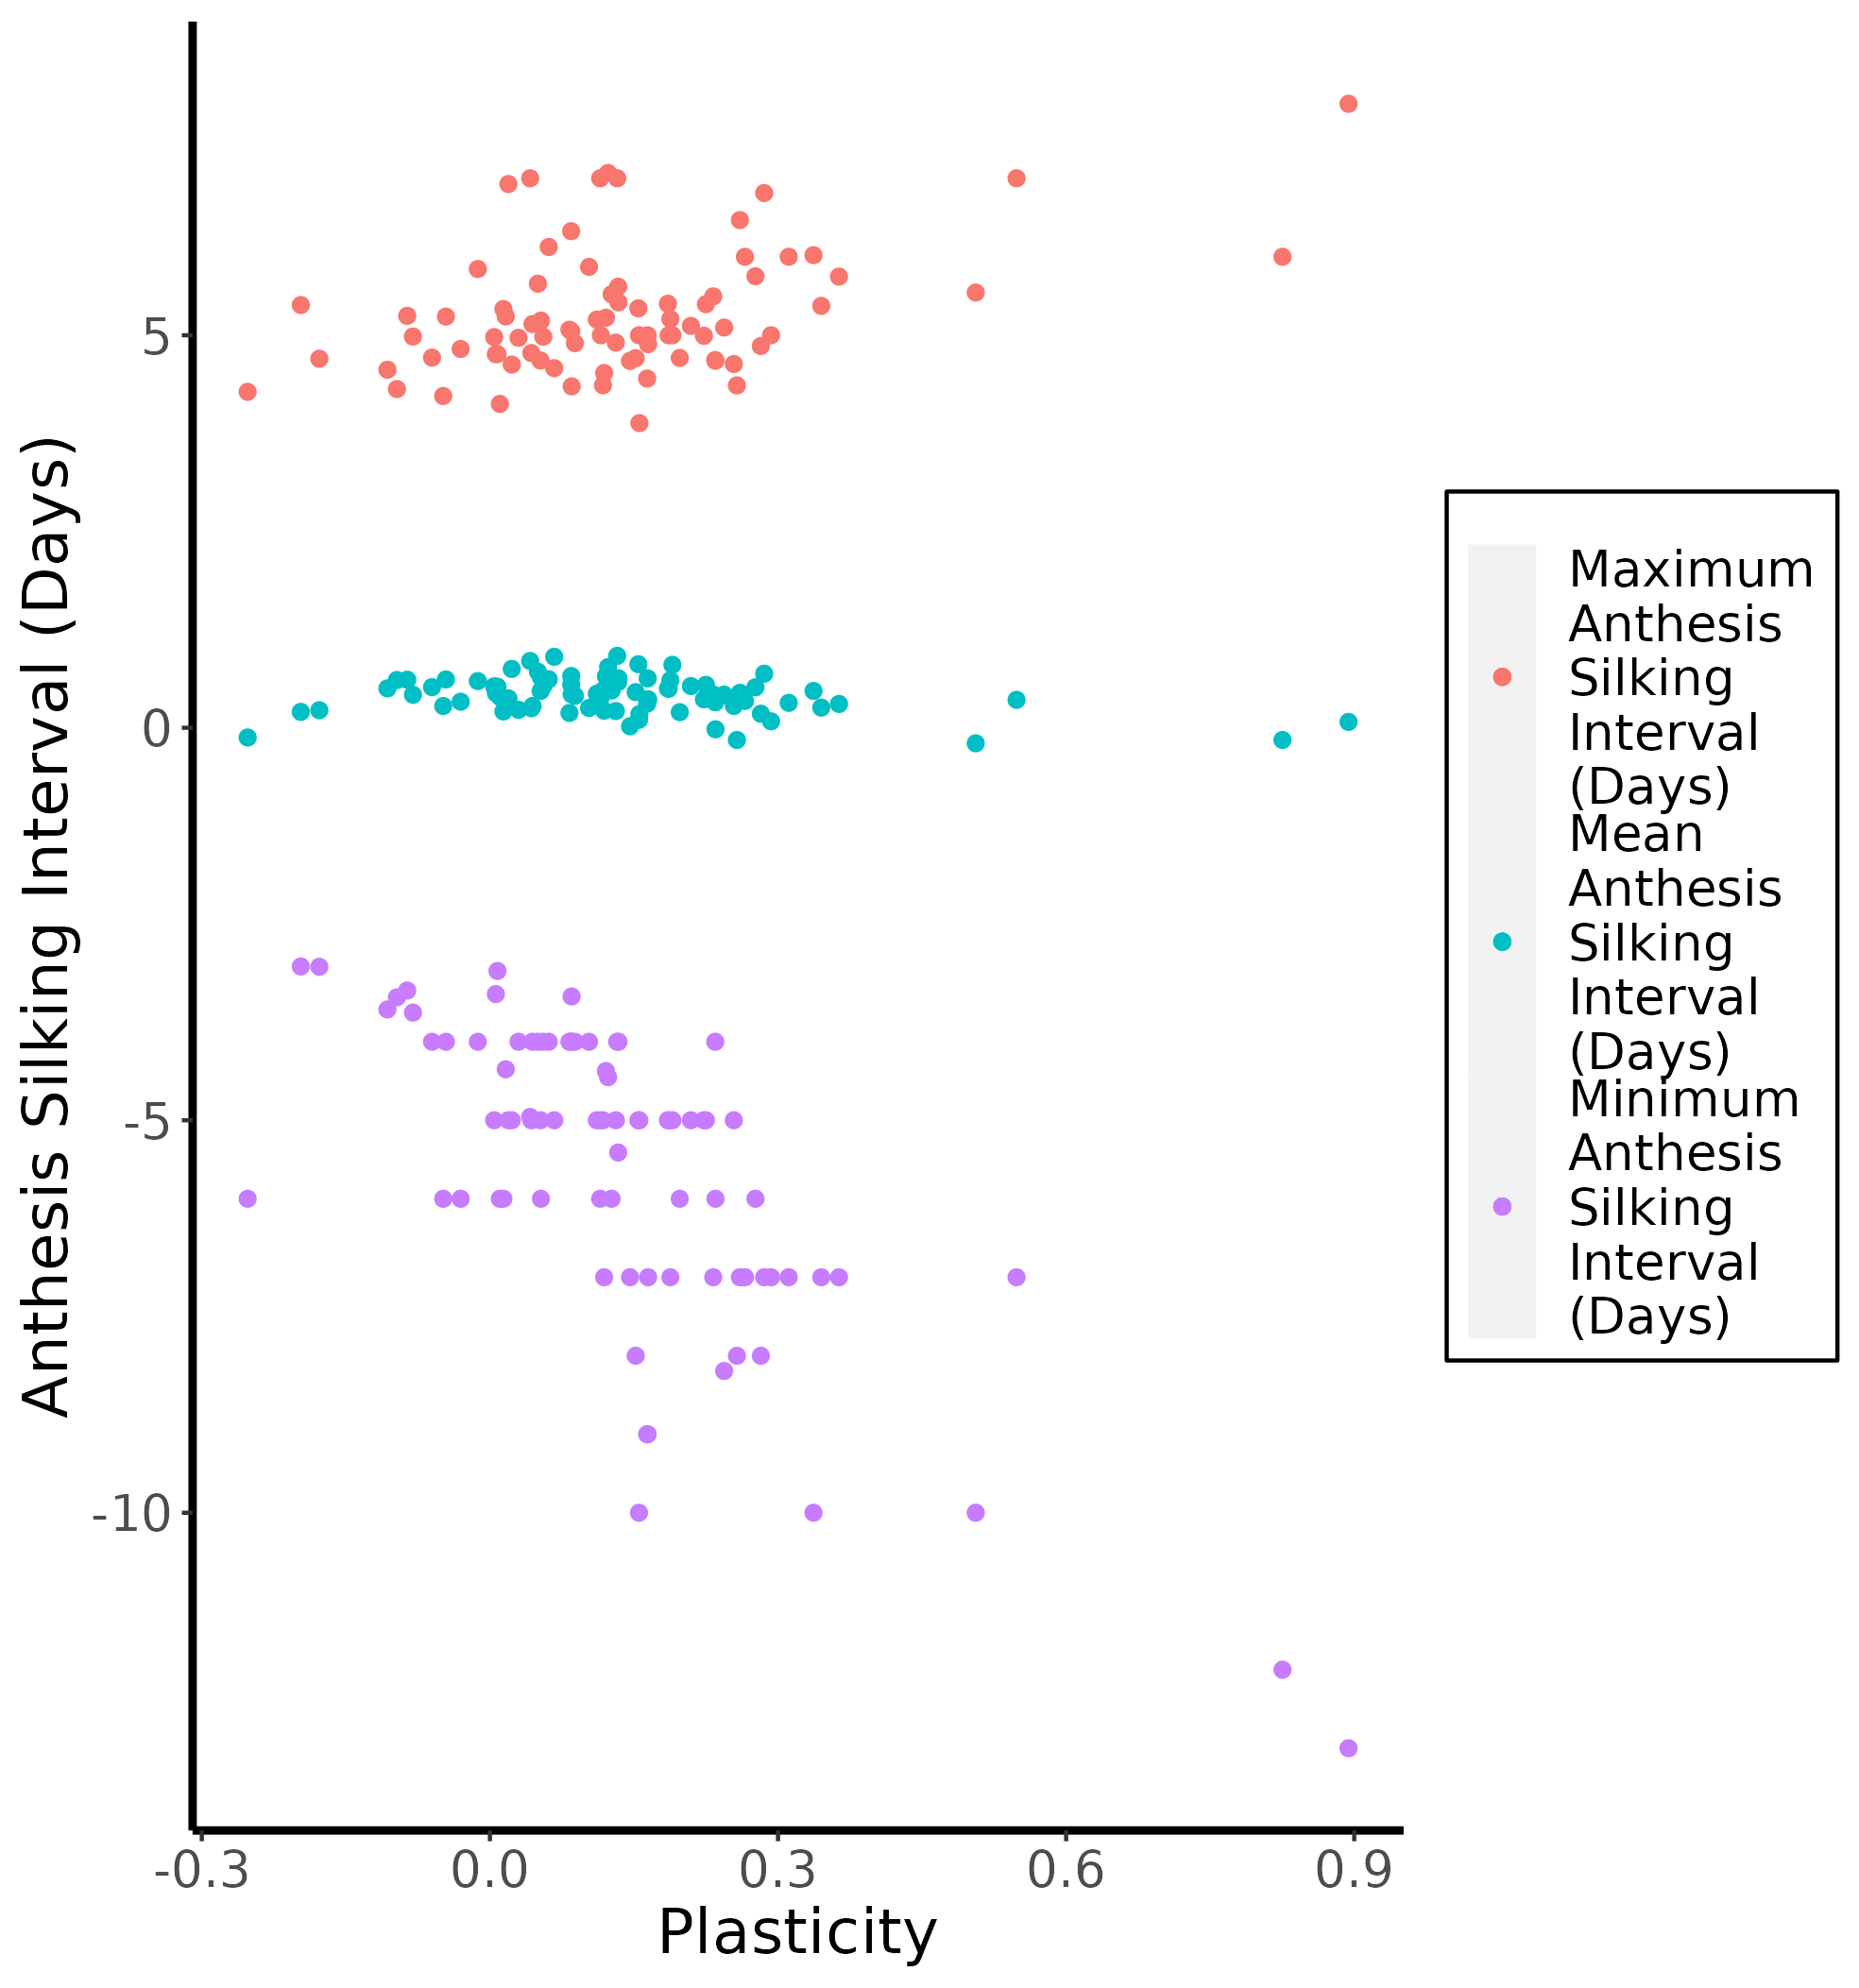 Anthesis Silking Interval (Days)
5
0
-5
-10
-0.3 0.0 0.3 0.6 0.9
Plasticity
Maximum
Anthesis
Silking
Interval
(Days)
Mean
Anthesis
Silking
Interval
(Days)
Minimum
Anthesis
Silking
Interval
(Days)